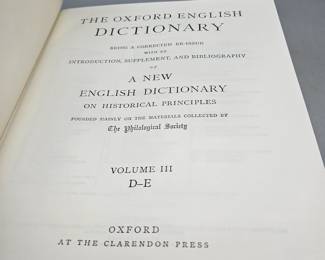 THE OXFORD ENGLISH
DICTIONARY
BEING A CORRECTED RE-ISSUE
WITH AN
INTRODUCTION, SUPPLEMENT, AND BIBLIOGRAPHY
OF
A NEW
ENGLISH DICTIONARY
ON HISTORICAL PRINCIPLES
FOUNDED MAINLY ON THE MATERIALS COLLECTED BY
The Philological Society
VOLUME III
D–E
OXFORD
AT THE CLARENDON PRESS